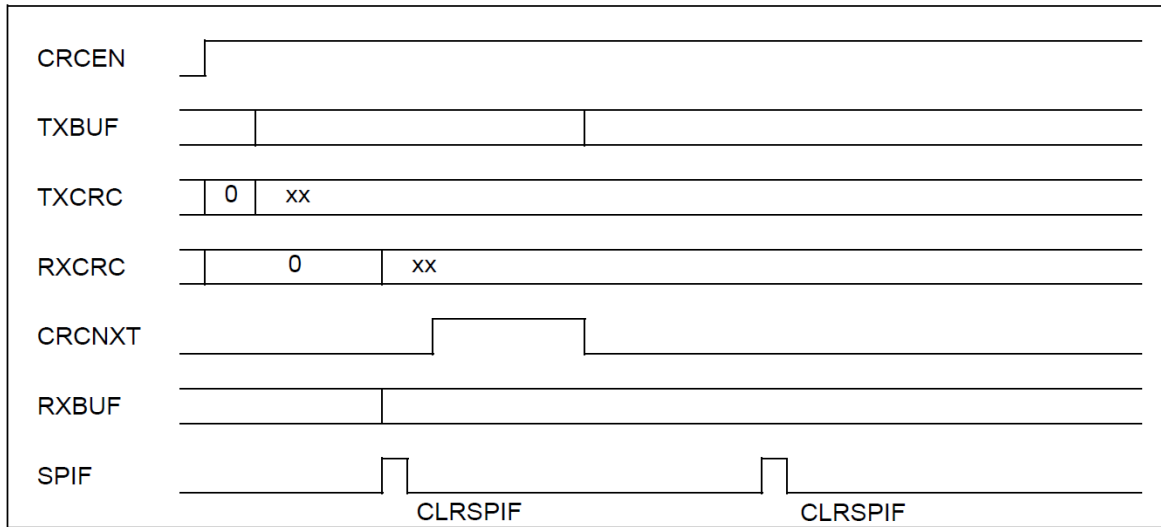 CRCEN
TXBUF
TXCRC 0 xx
RXCRC 0 xx
CRCNXT
RXBUF
SPIF
CLRSPIF CLRSPIF